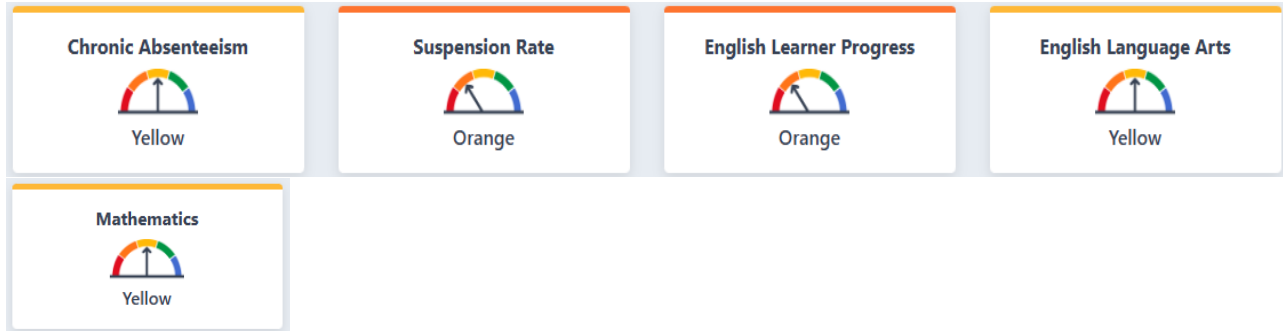 Chronic Absenteeism
Yellow
Suspension Rate
Orange
English Learner Progress
Orange
English Language Arts
Yellow
Mathematics
Yellow